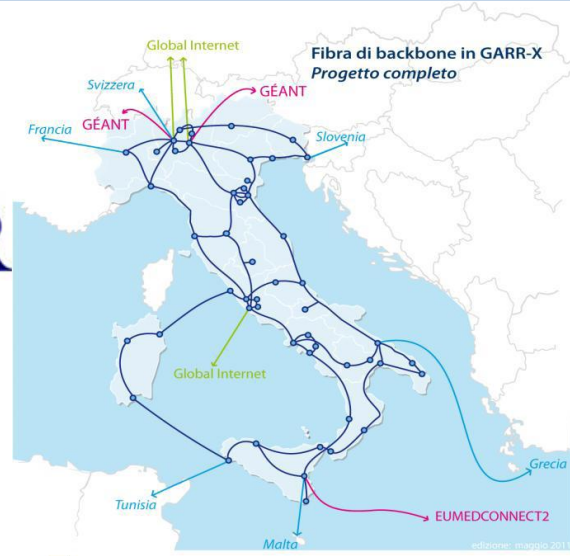 Global Internet
Fibra di backbone in GARR-X
Progetto completo
Svizzera
GÉANT
GÉANT
Francia
Slovenia
Global Internet
Grecia
Tunisia
EUMEDCONNECT2
Malta
edizione: maggio 2011